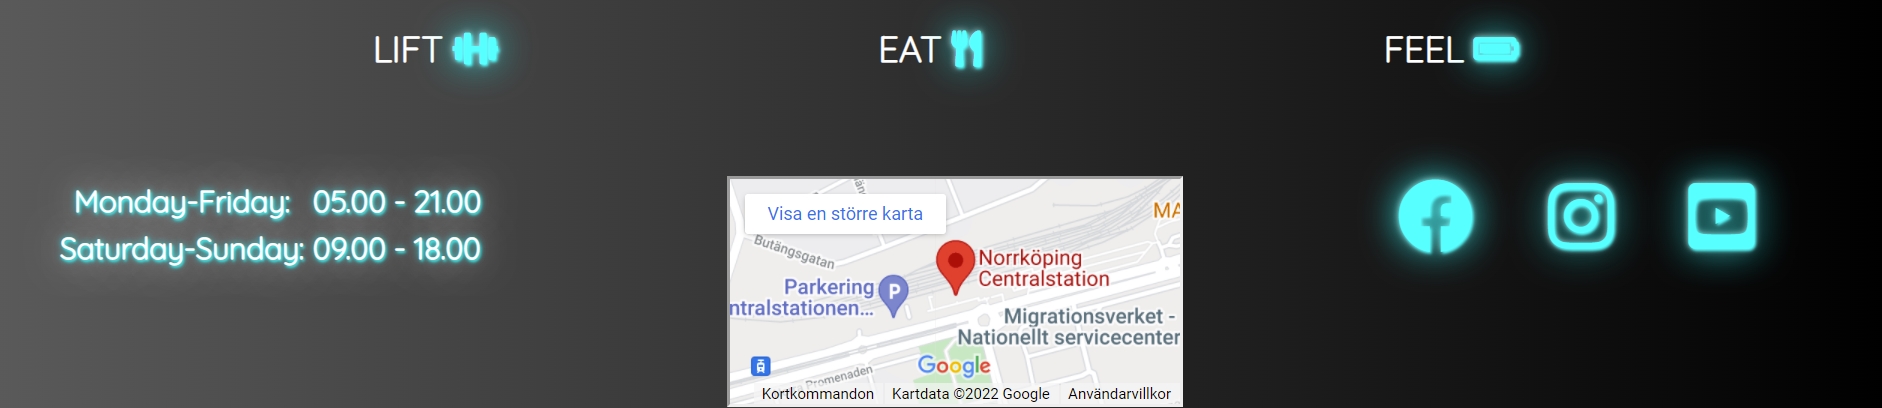 LIFT
EAT
FEEL
Monday-Friday: 05.00 - 21.00
Saturday-Sunday: 09.00 - 18.00
Visa en större karta
MA
Butängsgatan
Norrköping
Centralstation
Parkering
ntralstationen...
P
Migrationsverket -
Nationellt servicecenter
Google
Promenaden
Kortkommandon Kartdata ©2022 Google Användarvillkor